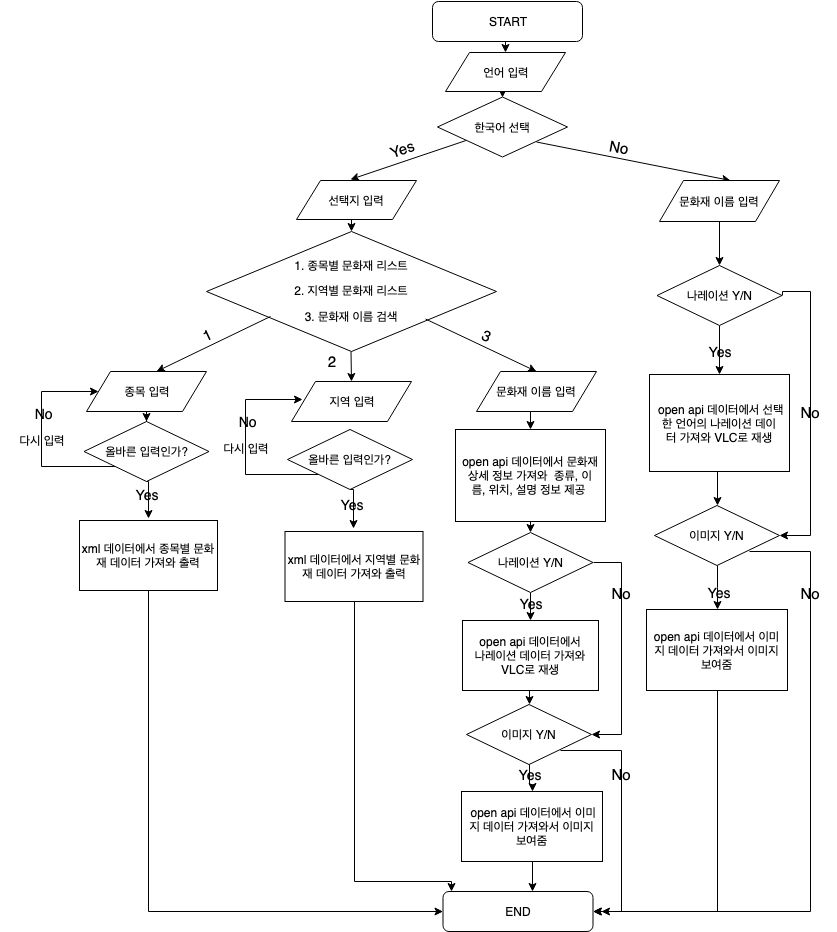 START
언어 입력
한국어 선택
Yes
No
선택지 입력
문화재 이름 입력
1. 종목별 문화재 리스트
2. 지역별 문화재 리스트
3. 문화재 이름 검색
나레이션 Y/N
1
2
3
Yes
No
종목 입력
지역 입력
문화재 이름 입력
open api 데이터에서 선택
한 언어의 나레이션 데이
터 가져와 VLC로 재생
No
다시 입력
올바른 입력인가?
No
다시 입력
올바른 입력인가?
open api 데이터에서 문화재
상세 정보 가져와  종류, 이
름, 위치, 설명 정보 제공
Yes
Yes
이미지 Y/N
xml 데이터에서 종목별 문화
재 데이터 가져와 출력
xml 데이터에서 지역별 문화
재 데이터 가져와 출력
나레이션 Y/N
Yes
No
Yes
No
open api 데이터에서
나레이션 데이터 가져와
VLC로 재생
open api 데이터에서 이미
지 데이터 가져와서 이미지
보여줌
이미지 Y/N
Yes
No
open api 데이터에서 이미
지 데이터 가져와서 이미지
보여줌
END